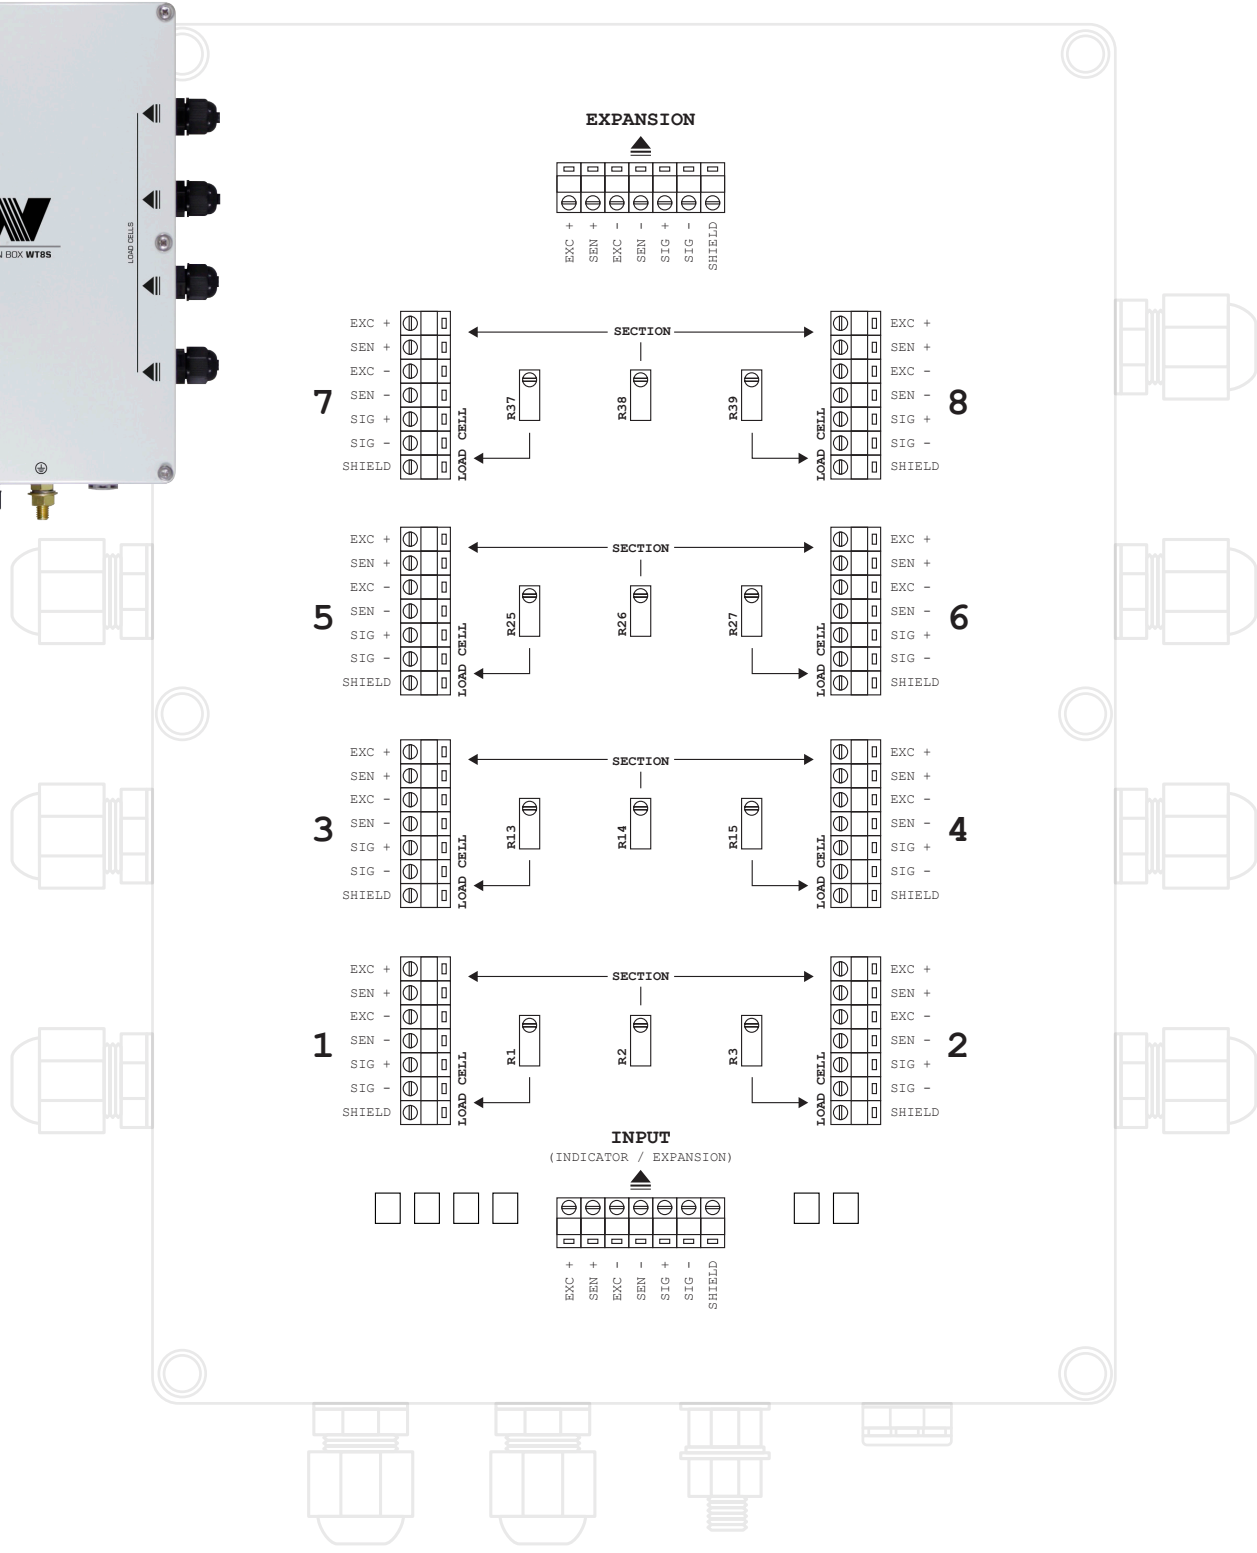 EXPANSION
EXC +
SEN +
EXC -
SEN -
SIG +
SIG -
SHIELD
LOAD CELLS
W
N BOX WT8S
7
EXC +
SEN +
EXC -
SEN -
SIG +
SIG -
SHIELD
LOAD CELL
SECTION
R37
R38
R39
LOAD CELL
EXC +
SEN +
EXC -
SEN -
SIG +
SIG -
SHIELD
8
5
EXC +
SEN +
EXC -
SEN -
SIG +
SIG -
SHIELD
LOAD CELL
SECTION
R25
R26
R27
LOAD CELL
EXC +
SEN +
EXC -
SEN -
SIG +
SIG -
SHIELD
6
3
EXC +
SEN +
EXC -
SEN -
SIG +
SIG -
SHIELD
LOAD CELL
SECTION
R13
R14
R15
LOAD CELL
EXC +
SEN +
EXC -
SEN -
SIG +
SIG -
SHIELD
4
1
EXC +
SEN +
EXC -
SEN -
SIG +
SIG -
SHIELD
LOAD CELL
SECTION
R1
R2
R3
LOAD CELL
EXC +
SEN +
EXC -
SEN -
SIG +
SIG -
SHIELD
2
INPUT
(INDICATOR / EXPANSION)
EXC +
SEN +
EXC -
SEN -
SIG +
SIG -
SHIELD